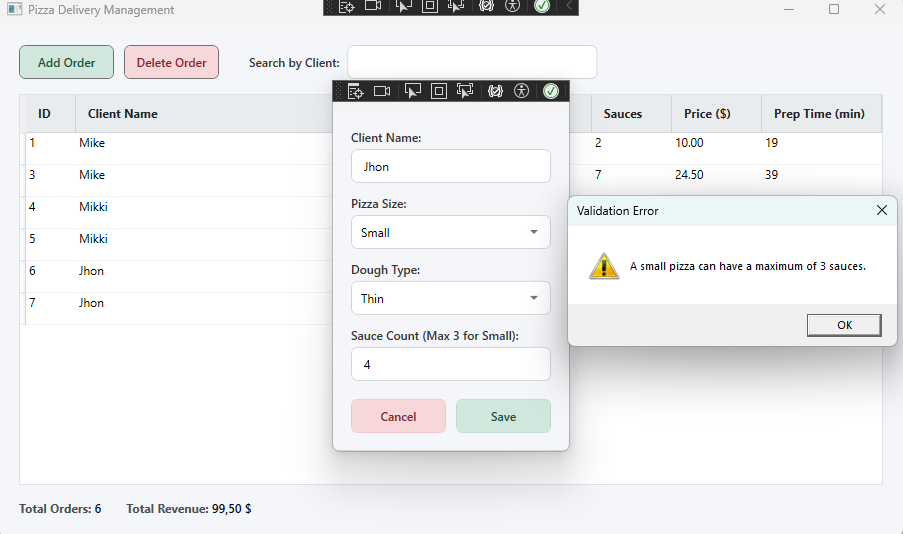 Pizza Delivery Management
Add Order Delete Order Search by Client:
ID Client Name Sauces Price ($) Prep Time (min)
1 Mike 2 10.00 19
3 Mike 7 24.50 39
4 Mikki
5 Mikki
6 Jhon
7 Jhon
Client Name:
Jhon
Pizza Size:
Small
Dough Type:
Thin
Sauce Count (Max 3 for Small):
4
Cancel Save
Validation Error
A small pizza can have a maximum of 3 sauces.
OK
Total Orders: 6 Total Revenue: 99,50 $